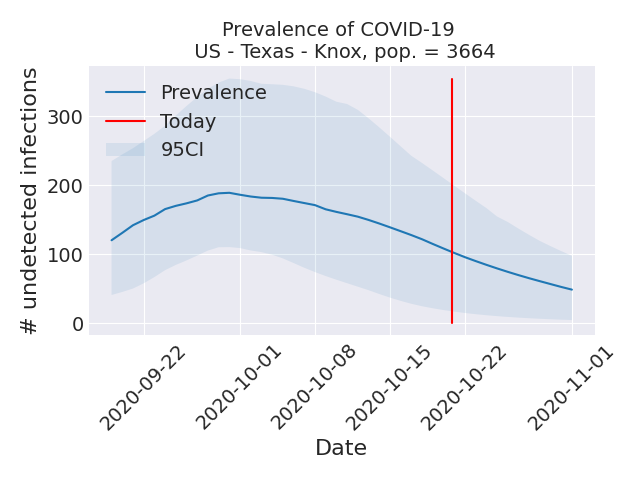 Prevalence of COVID-19
US - Texas - Knox, pop. = 3664
# undetected infections
300
200
100
0
Prevalence
Today
95CI
2020-09-22
2020-10-01
2020-10-08
2020-10-15
2020-10-22
2020-11-01
Date